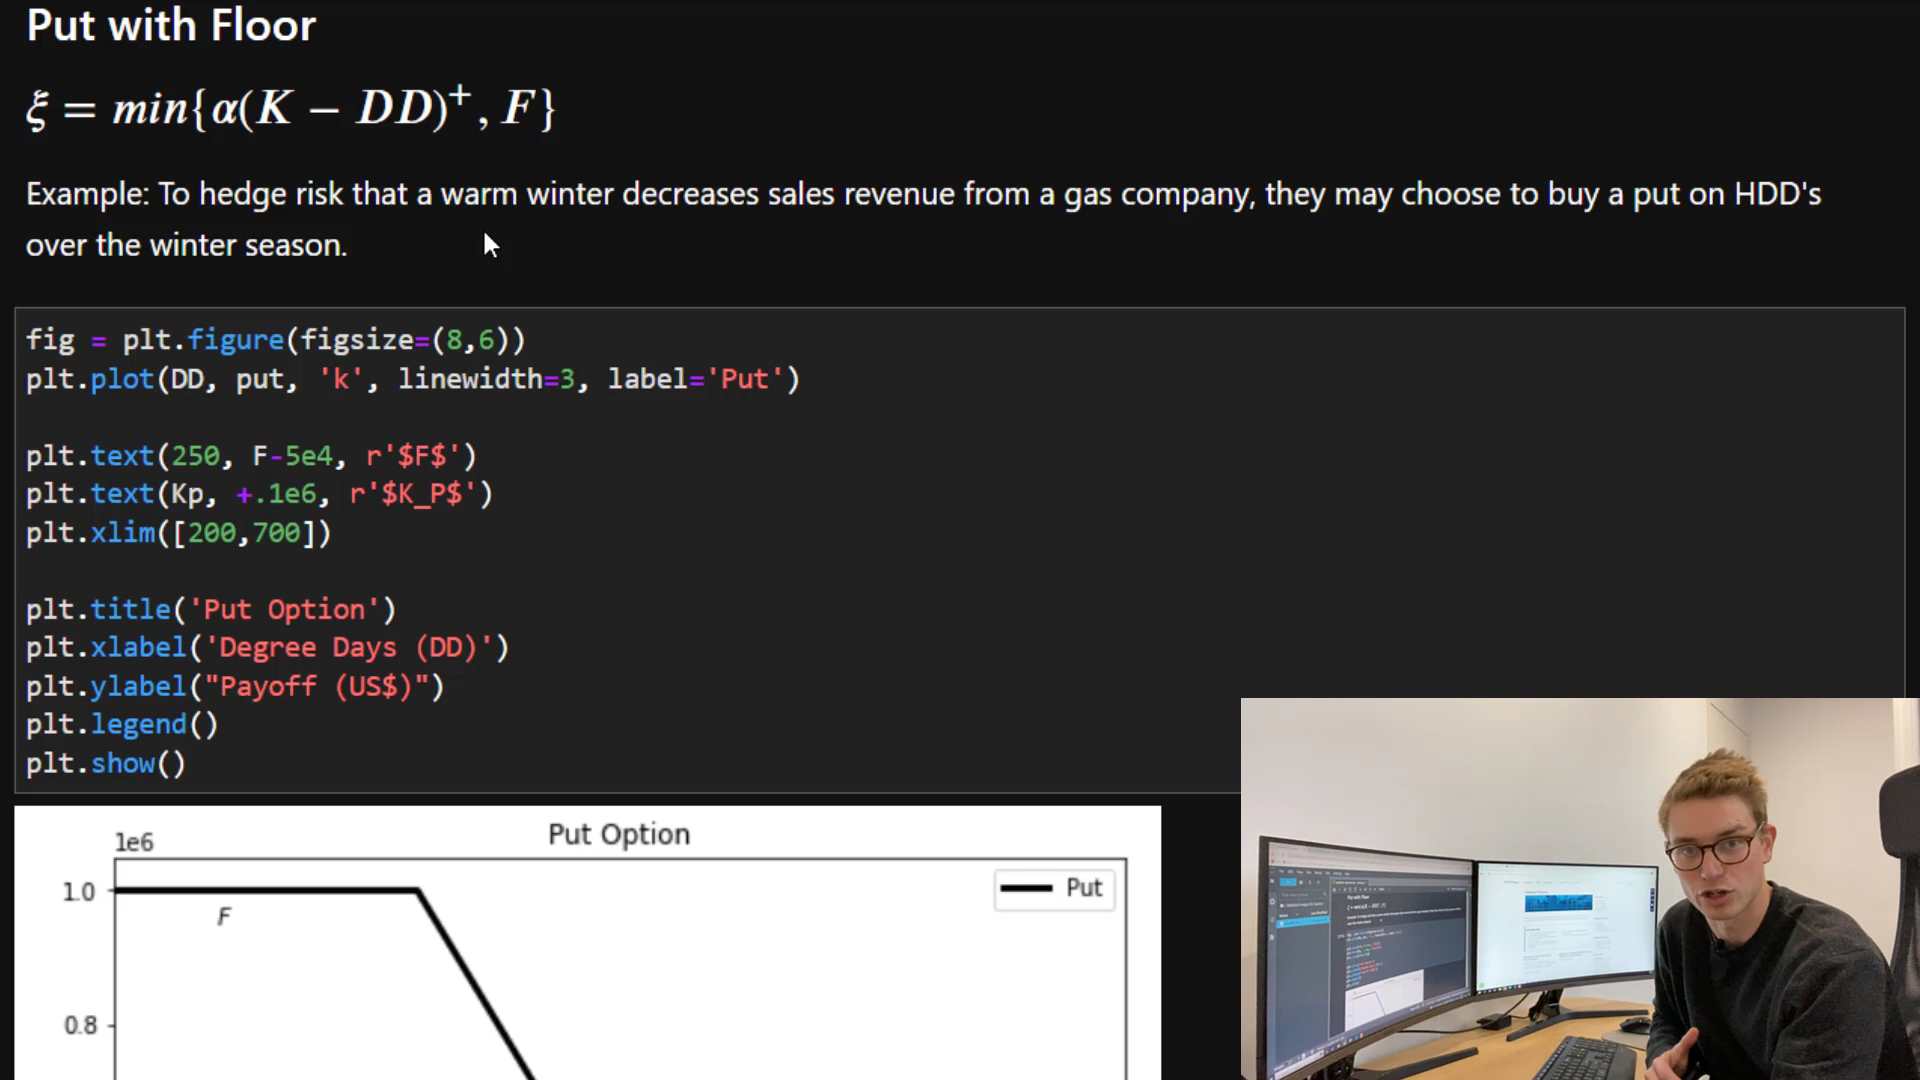 Put with Floor
ξ = min{α(K − DD)⁺, F}
Example: To hedge risk that a warm winter decreases sales revenue from a gas company, they may choose to buy a put on HDD's
over the winter season.
fig = plt.figure(figsize=(8,6))
plt.plot(DD, put, 'k', linewidth=3, label='Put')
plt.text(250, F-5e4, r'$F$')
plt.text(Kp, +.1e6, r'$K_P$')
plt.xlim([200,700])
plt.title('Put Option')
plt.xlabel('Degree Days (DD)')
plt.ylabel("Payoff (US$)")
plt.legend()
plt.show()
Put Option
1e6
1.0
F
Put
0.8